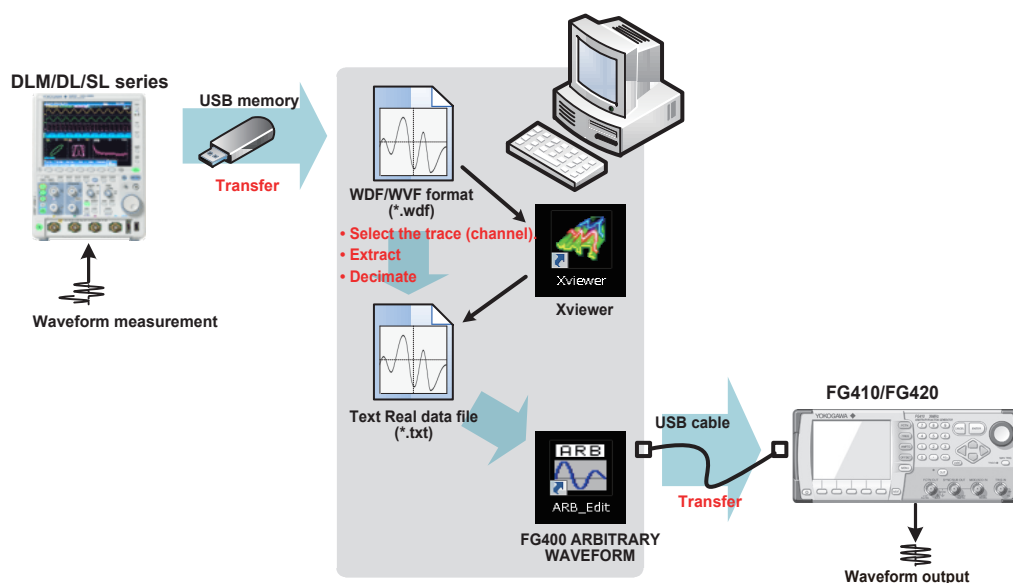 DLM/DL/SL series
USB memory
Transfer
WDF/WVF format
(*.wdf)
• Select the trace (channel).
• Extract
• Decimate
Xviewer
Xviewer
Waveform measurement
Text Real data file
(*.txt)
ARB
ARB_Edit
FG400 ARBITRARY
WAVEFORM
USB cable
Transfer
FG410/FG420
YOKOGAWA
Waveform output